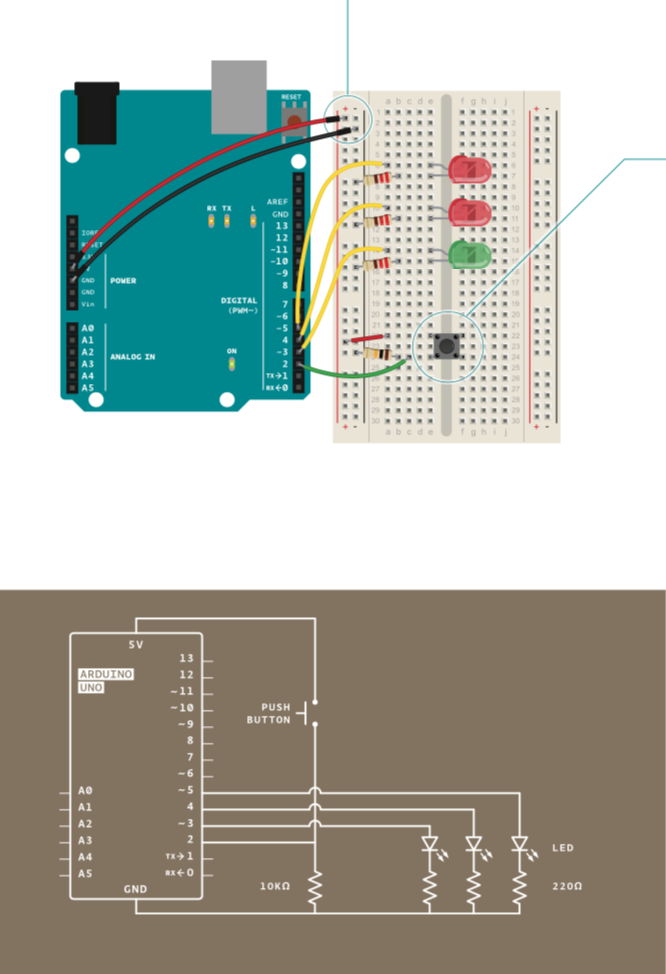 RESET
+ -
a b c d e f g h i j
AREF
GND
RX TX L
13
12
~11
~10
~9
8
IOREF
RESET
GND
GND
Vin
POWER
DIGITAL
(PWM~)
7
~6
~5
4
~3
2
TX→1
RX←0
A0
A1
A2
A3
A4
A5
ANALOG IN
ON
a b c d e f g h i j
+ -
5V
ARDUINO
UNO
13
12
~11
~10
~9
8
7
~6
~5
4
~3
2
TX→1
RX←0
A0
A1
A2
A3
A4
A5
GND
PUSH
BUTTON
10KΩ
LED
220Ω